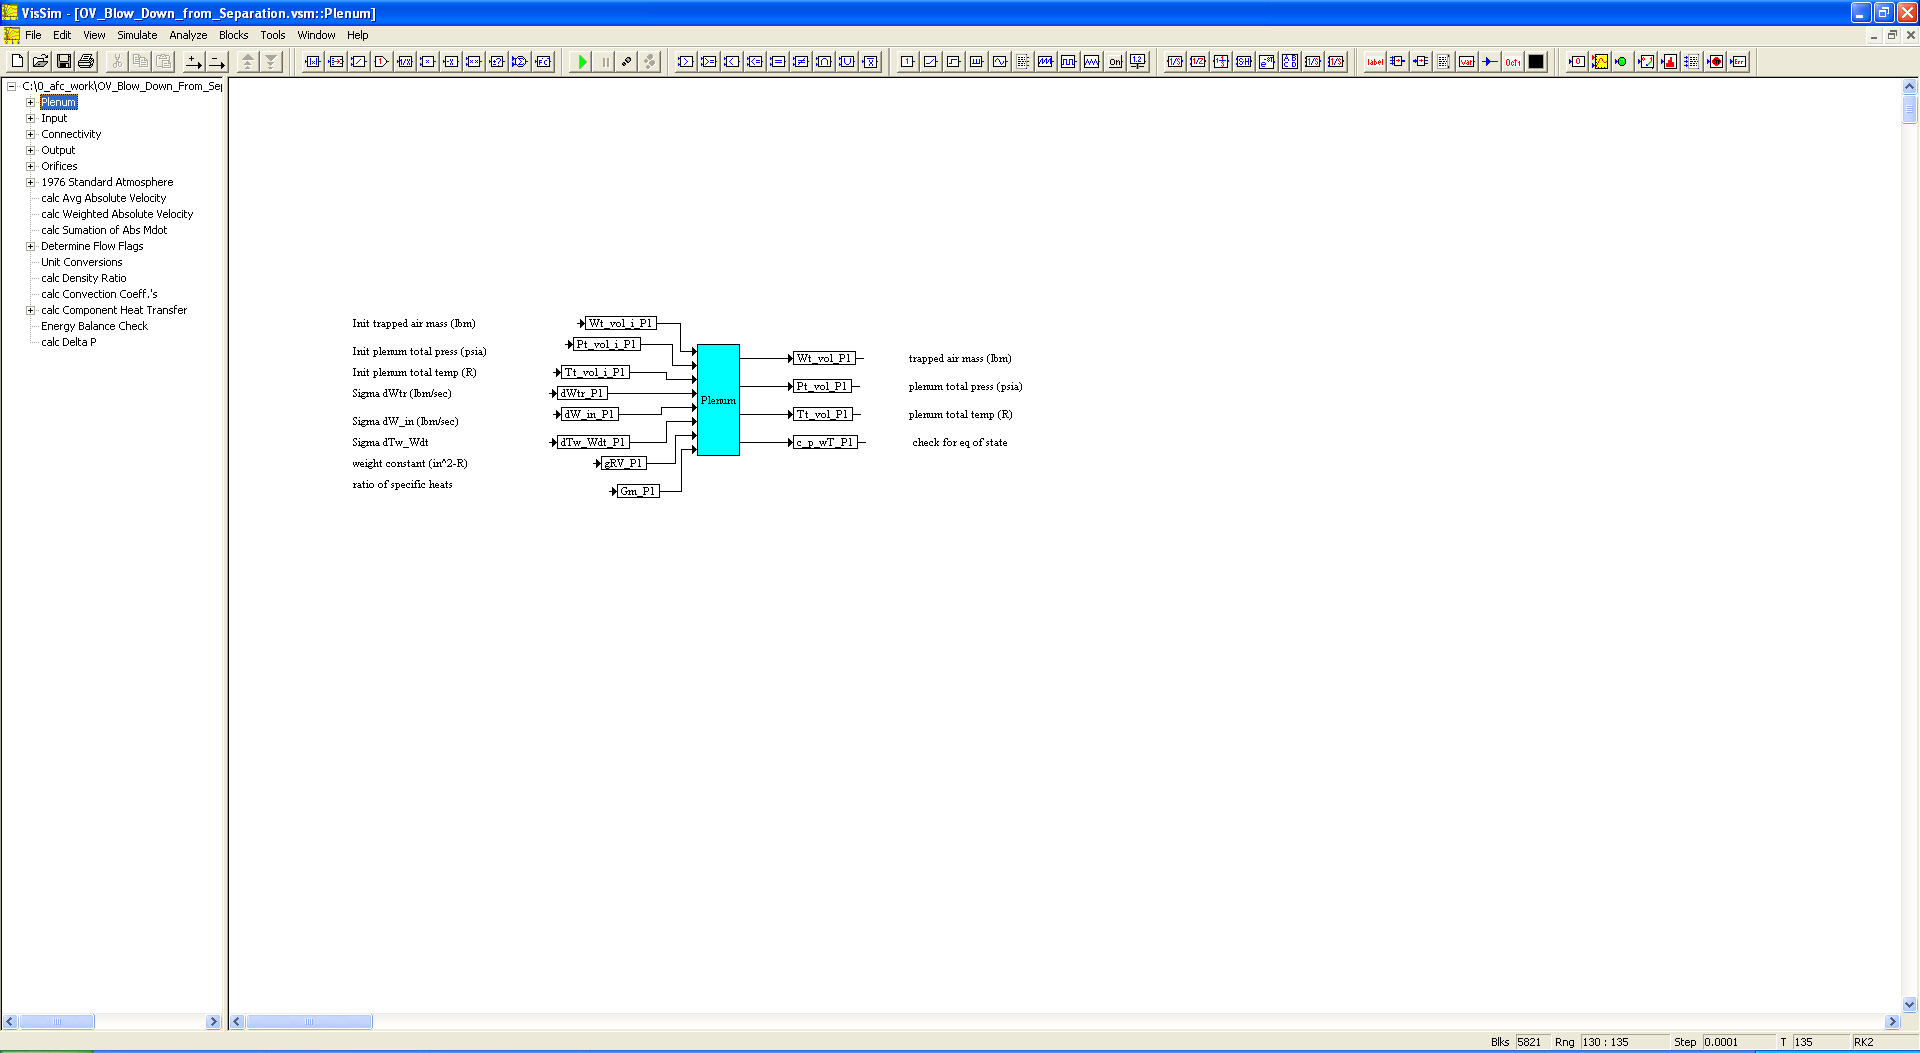 VisSim - [OV_Blow_Down_from_Separation.vsm::Plenum]
File Edit View Simulate Analyze Blocks Tools Window Help
C:\0_afc_work\OV_Blow_Down_From_Sep
Plenum
Input
Connectivity
Output
Orifices
1976 Standard Atmosphere
calc Avg Absolute Velocity
calc Weighted Absolute Velocity
calc Sumation of Abs Mdot
Determine Flow Flags
Unit Conversions
calc Density Ratio
calc Convection Coeff.'s
calc Component Heat Transfer
Energy Balance Check
calc Delta P
Init trapped air mass (lbm)
Init plenum total press (psia)
Init plenum total temp (R)
Sigma dWtr (lbm/sec)
Sigma dW_in (lbm/sec)
Sigma dTw_Wdt
weight constant (in^2-R)
ratio of specific heats
Wt_vol_i_P1
Pt_vol_i_P1
Tt_vol_i_P1
dWtr_P1
dW_in_P1
dTw_Wdt_P1
gRV_P1
Gm_P1
Plenum
Wt_vol_P1
Pt_vol_P1
Tt_vol_P1
c_p_wT_P1
trapped air mass (lbm)
plenum total press (psia)
plenum total temp (R)
check for eq of state
Blks 5821 Rng 130 : 135 Step 0.0001 T 135 RK2